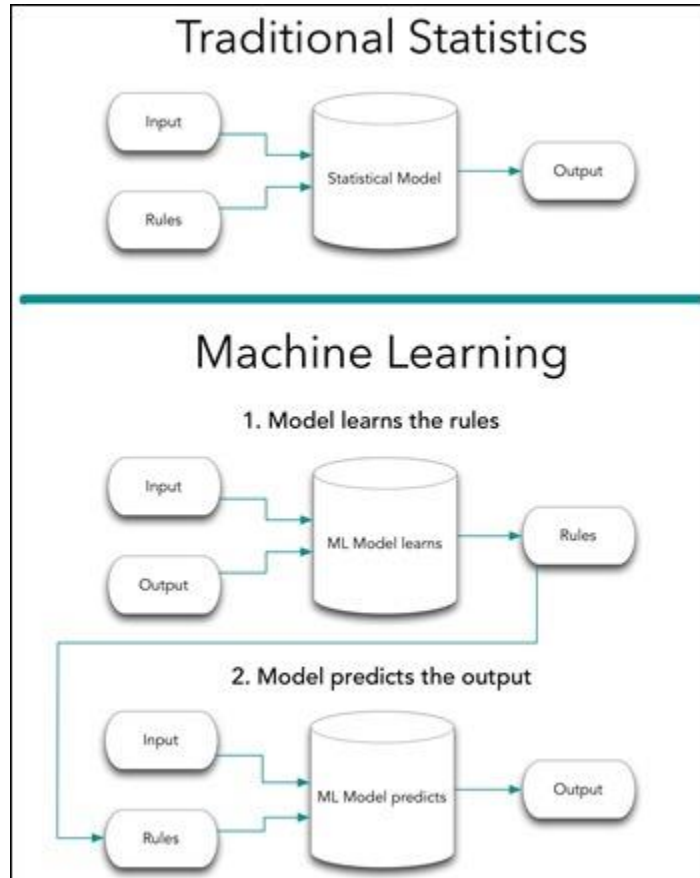 Traditional Statistics
Input
Rules
Statistical Model
Output
Machine Learning
1. Model learns the rules
Input
Output
ML Model learns
Rules
2. Model predicts the output
Input
Rules
ML Model predicts
Output